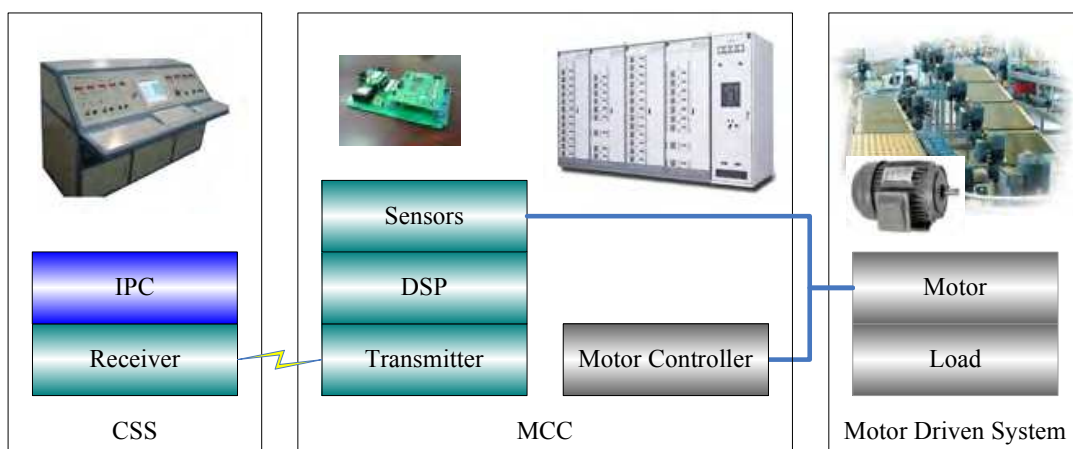 Sensors
IPC
DSP
Motor
Receiver
Transmitter
Motor Controller
Load
CSS
MCC
Motor Driven System